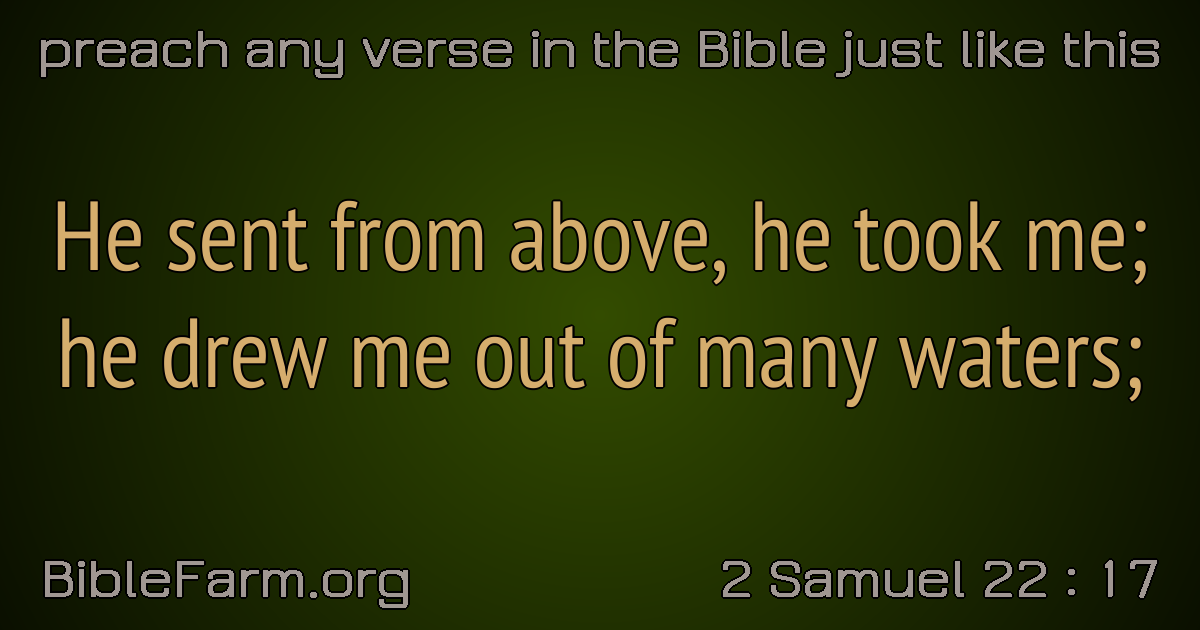 preach any verse in the Bible just like this
He sent from above, he took me;
he drew me out of many waters;
BibleFarm.org
2 Samuel 22 : 17